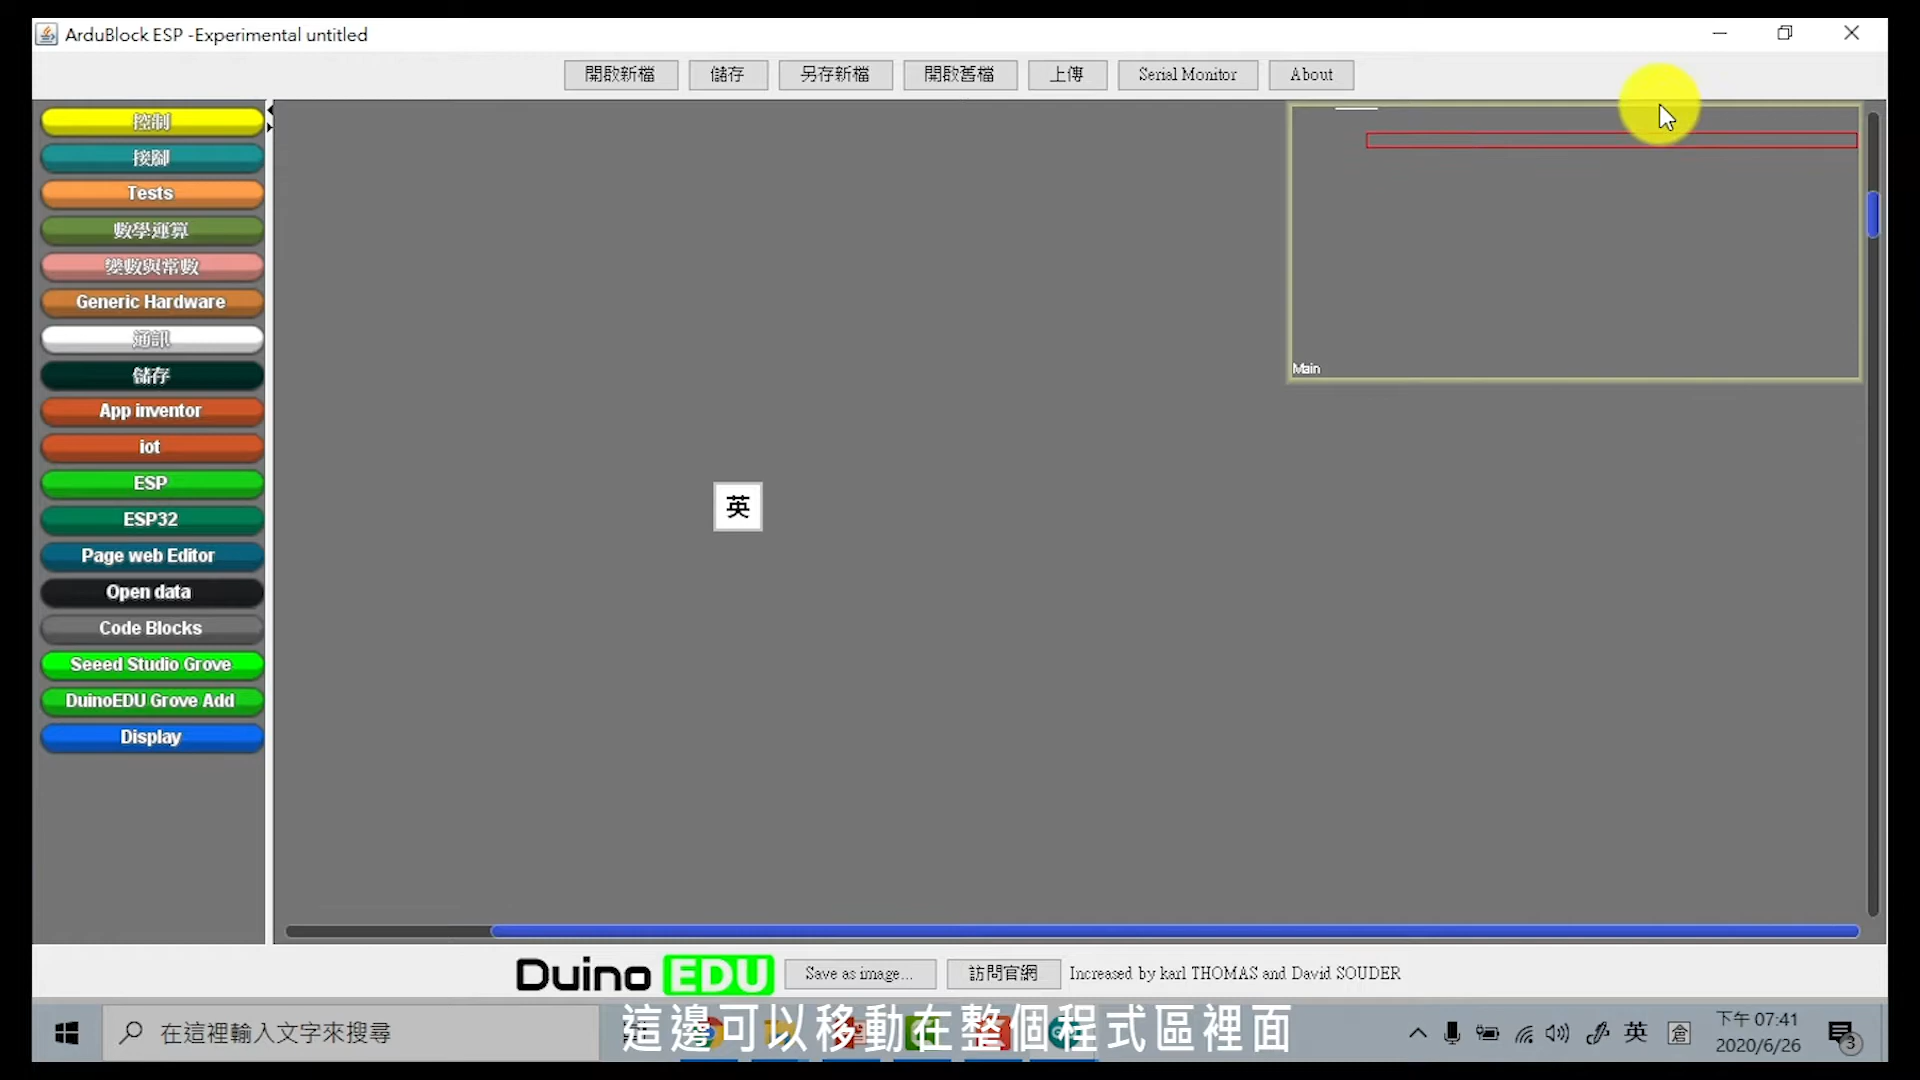 ArduBlock ESP -Experimental untitled
開啟新檔 儲存 另存新檔 開啟舊檔 上傳 Serial Monitor About
控制
接腳
Tests
數學運算
變數與常數
Generic Hardware
通訊
儲存
App inventor
iot
ESP
ESP32
Page web Editor
Open data
Code Blocks
Seeed Studio Grove
DuinoEDU Grove Add
Display
Main
英
Duino EDU Save as image... 訪問官網 Increased by karl THOMAS and David SOUDER
這邊可以移動在整個程式區裡面
在這裡輸入文字來搜尋
英 倉
下午 07:41
2020/6/26
3